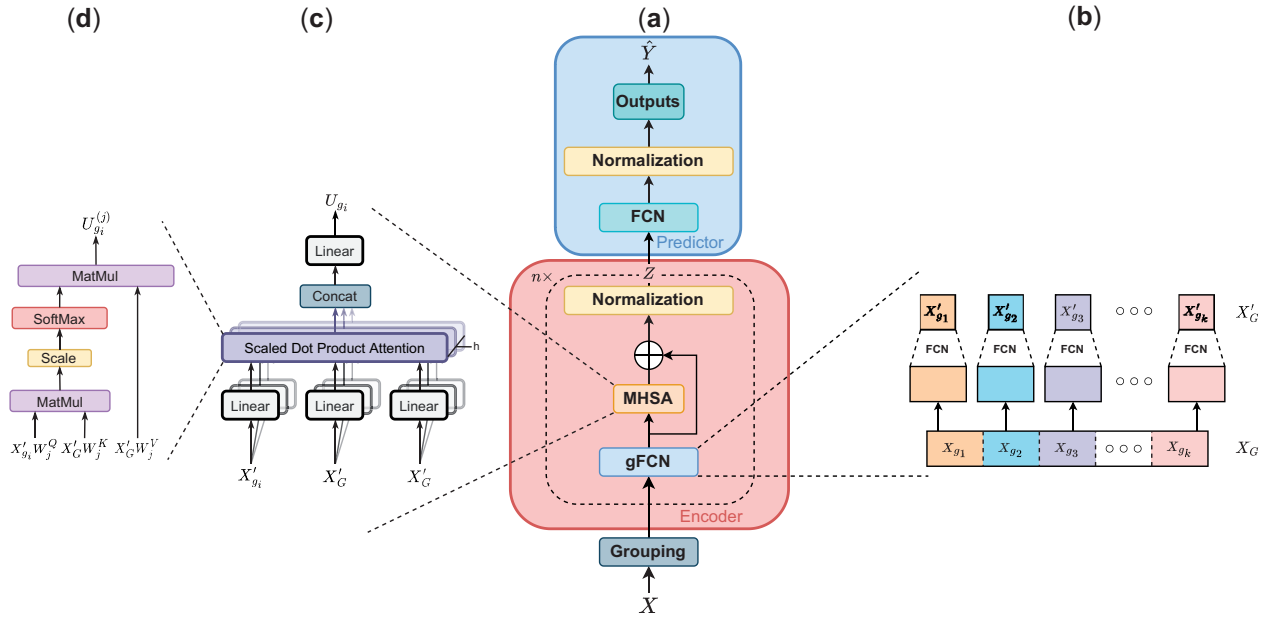 (d)
(c)
(a)
(b)
$\hat{Y}$
Outputs
Normalization
FCN
Predictor
n×
Z
Normalization
MHSA
gFCN
Encoder
Grouping
X
$U_{g_i}$
Linear
Concat
Scaled Dot Product Attention
h
Linear Linear Linear
$X'_{g_i}$ $X'_G$ $X'_G$
$U_{g_i}^{(j)}$
MatMul
SoftMax
Scale
MatMul
$X'_{g_i}W_j^Q$ $X'_GW_j^K$ $X'_GW_j^V$
$X'_{g_1}$ $X'_{g_2}$ $X'_{g_3}$ $X'_{g_k}$ $X'_G$
FCN FCN FCN FCN
$X_{g_1}$ $X_{g_2}$ $X_{g_3}$ $X_{g_k}$ $X_G$